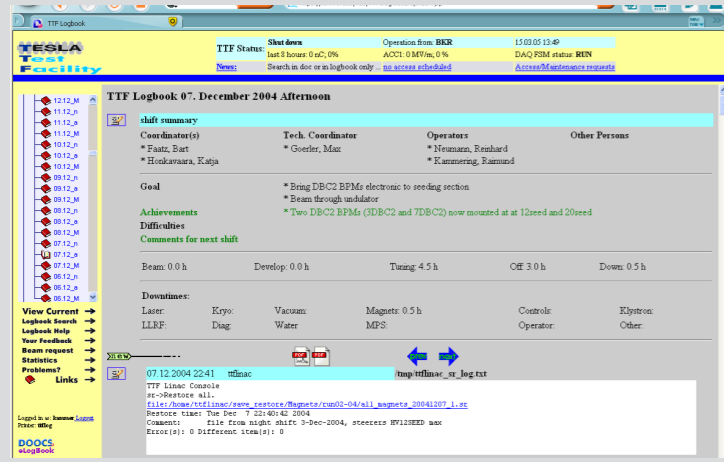 TTF Logbook
TESLA
Test
Facility
TTF Status:
Shut down
Operation from: BKR
15.03.05 13:49
last 8 hours: 0 nC; 0%
ACC1: 0 MV/m; 0 %
DAQ FSM status: RUN
News:
Search in doc or in logbook only ...
no access scheduled
Access/Maintenance requests
12.12_M
11.12_n
11.12_a
11.12_M
10.12_n
10.12_a
10.12_M
09.12_n
09.12_a
09.12_M
08.12_n
08.12_a
08.12_M
07.12_n
07.12_a
07.12_M
06.12_n
06.12_a
06.12_M
View Current
Logbook Search
Logbook Help
Your Feedback
Beam request
Statistics
Problems?
Links
Logged in as:
Logout
Printer: ttflog
DOOCS
eLogBook
TTF Logbook 07. December 2004 Afternoon
shift summary
Coordinator(s) Tech. Coordinator Operators Other Persons
* Faatz, Bart * Goerler, Max * Neumann, Reinhard
* Honkavaara, Katja * Kammering, Raimund
Goal * Bring DBC2 BPMs electronic to seeding section
* Beam through undulator
Achievements * Two DBC2 BPMs (3DBC2 and 7DBC2) now mounted at at 12seed and 20seed
Difficulties
Comments for next shift
Beam: 0.0 h Develop: 0.0 h Tuning: 4.5 h Off: 3.0 h Down: 0.5 h
Downtimes:
Laser: Kryo: Vacuum: Magnets: 0.5 h Controls: Klystron:
LLRF: Diag: Water MPS: Operator: Other:
new
PDF PDF
prev next
07.12.2004 22:41 ttflinac /tmp/ttflinac_sr_log.txt
TTF Linac Console
sr->Restore all.
file:/home/ttflinac/save_restore/Magnets/run02-04/all_magnets_20041207_1.sr
Restore time: Tue Dec 7 22:40:42 2004
Comment: file from night shift 3-Dec-2004, steerers HV12SEED max
Error(s): 0 Different item(s): 0